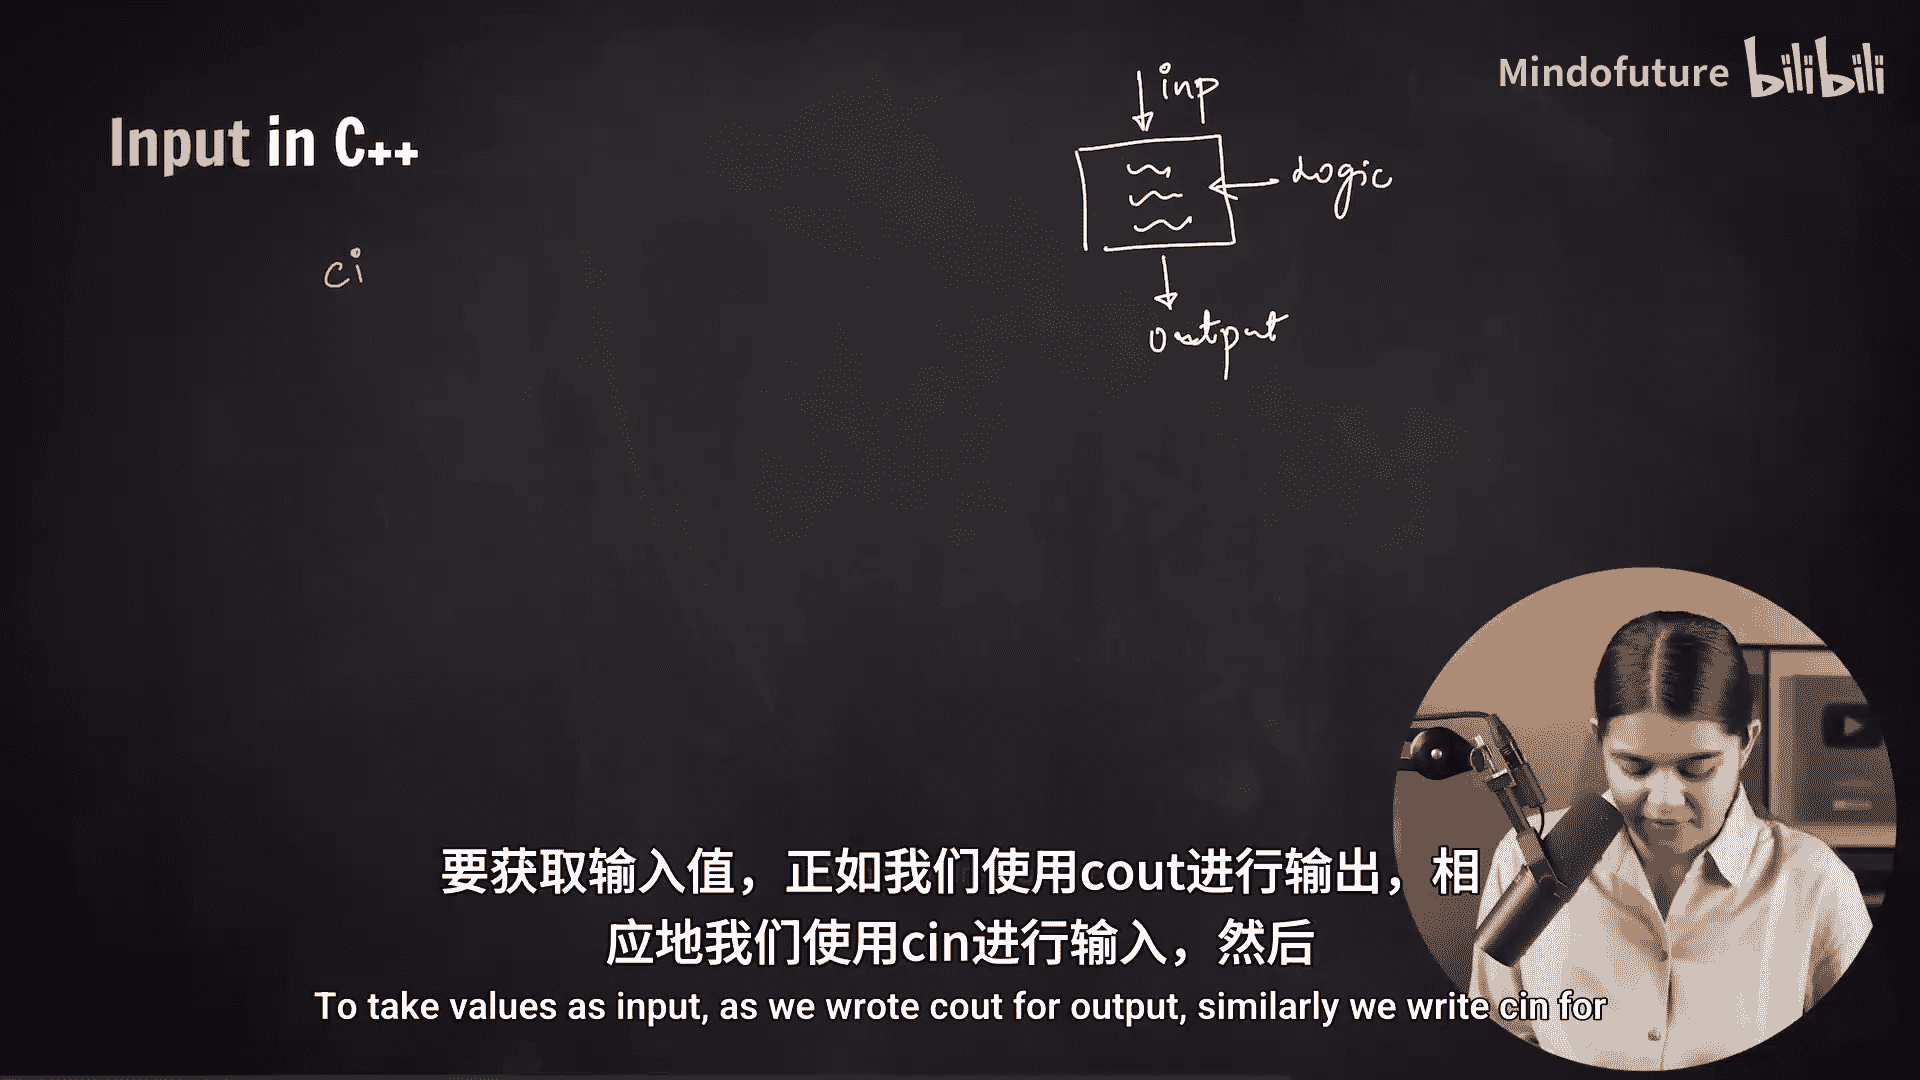 Mindofuture bilibili
inp
Input in C++
Logic
ci
output
要获取输入值，正如我们使用cout进行输出，相
应地我们使用cin进行输入，然后
To take values as input, as we wrote cout for output, similarly we write cin for